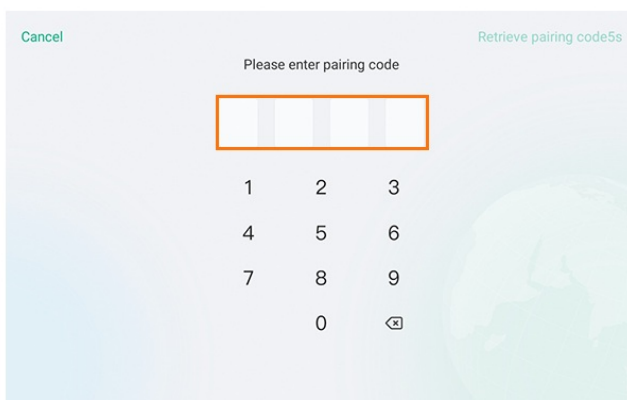 Cancel
Retrieve pairing code5s
Please enter pairing code
1 2 3
4 5 6
7 8 9
0